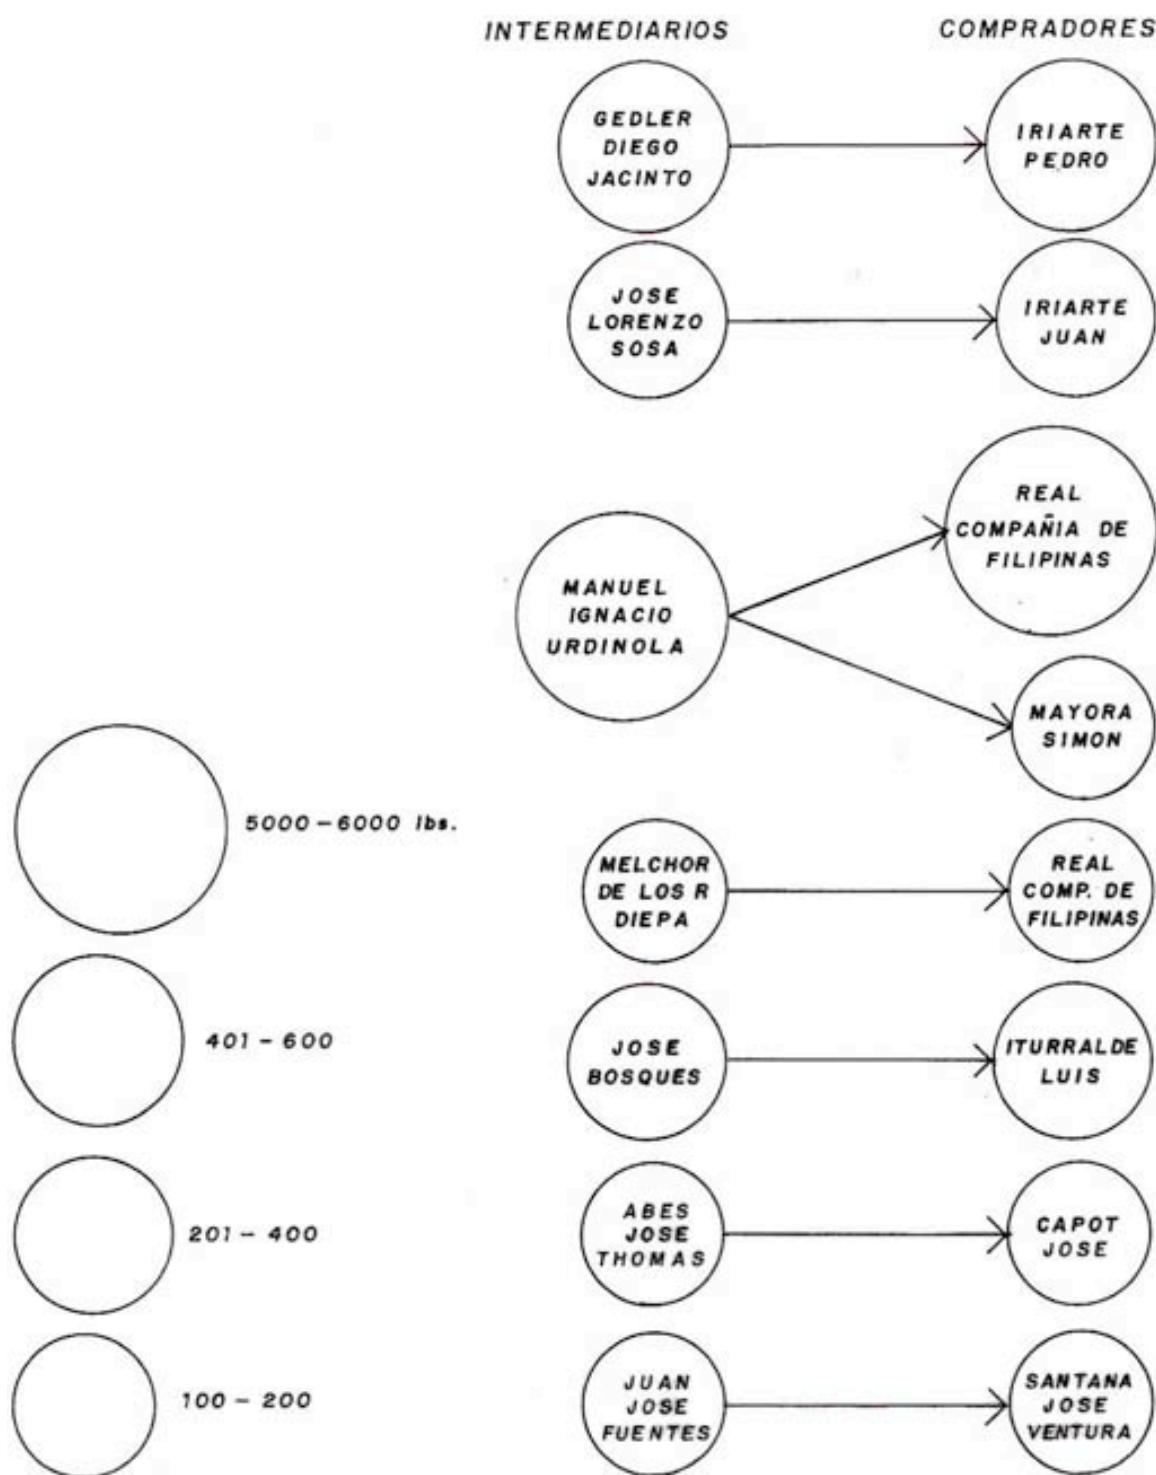 INTERMEDIARIOS
COMPRADORES
GEDLER
DIEGO
JACINTO
IRIARTE
PEDRO
JOSE
LORENZO
SOSA
IRIARTE
JUAN
MANUEL
IGNACIO
URDINOLA
REAL
COMPAÑIA DE
FILIPINAS
MAYORA
SIMON
5000-6000 lbs.
MELCHOR
DE LOS R
DIEPA
REAL
COMP. DE
FILIPINAS
401-600
JOSE
BOSQUES
ITURRALDE
LUIS
201-400
ABES
JOSE
THOMAS
CAPOT
JOSE
100-200
JUAN
JOSE
FUENTES
SANTANA
JOSE
VENTURA